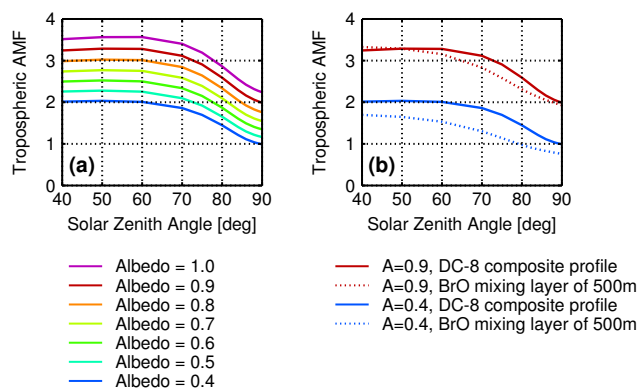 4
3
2
1
0
Tropospheric AMF
(a)
40 50 60 70 80 90
Solar Zenith Angle [deg]
4
3
2
1
0
Tropospheric AMF
(b)
40 50 60 70 80 90
Solar Zenith Angle [deg]
Albedo = 1.0
Albedo = 0.9
Albedo = 0.8
Albedo = 0.7
Albedo = 0.6
Albedo = 0.5
Albedo = 0.4
A=0.9, DC-8 composite profile
A=0.9, BrO mixing layer of 500m
A=0.4, DC-8 composite profile
A=0.4, BrO mixing layer of 500m